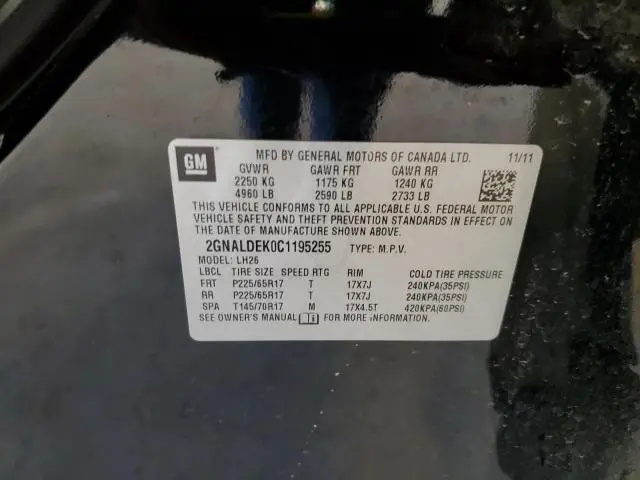 GM
MFD BY GENERAL MOTORS OF CANADA LTD. 11/11
GVWR GAWR FRT GAWR RR
2250 KG 1175 KG 1240 KG
4960 LB 2590 LB 2733 LB
THIS VEHICLE CONFORMS TO ALL APPLICABLE U.S. FEDERAL MOTOR
VEHICLE SAFETY AND THEFT PREVENTION STANDARDS IN EFFECT ON
THE DATE OF MANUFACTURE SHOWN ABOVE.
2GNALDEK0C1195255 TYPE: M.P.V.
MODEL: LH26
LBCL TIRE SIZE SPEED RTG RIM COLD TIRE PRESSURE
FRT P225/65R17 T 17X7J 240KPA(35PSI)
RR P225/65R17 T 17X7J 240KPA(35PSI)
SPA T145/70R17 M 17X4.5T 420KPA(60PSI)
SEE OWNER'S MANUAL FOR MORE INFORMATION.